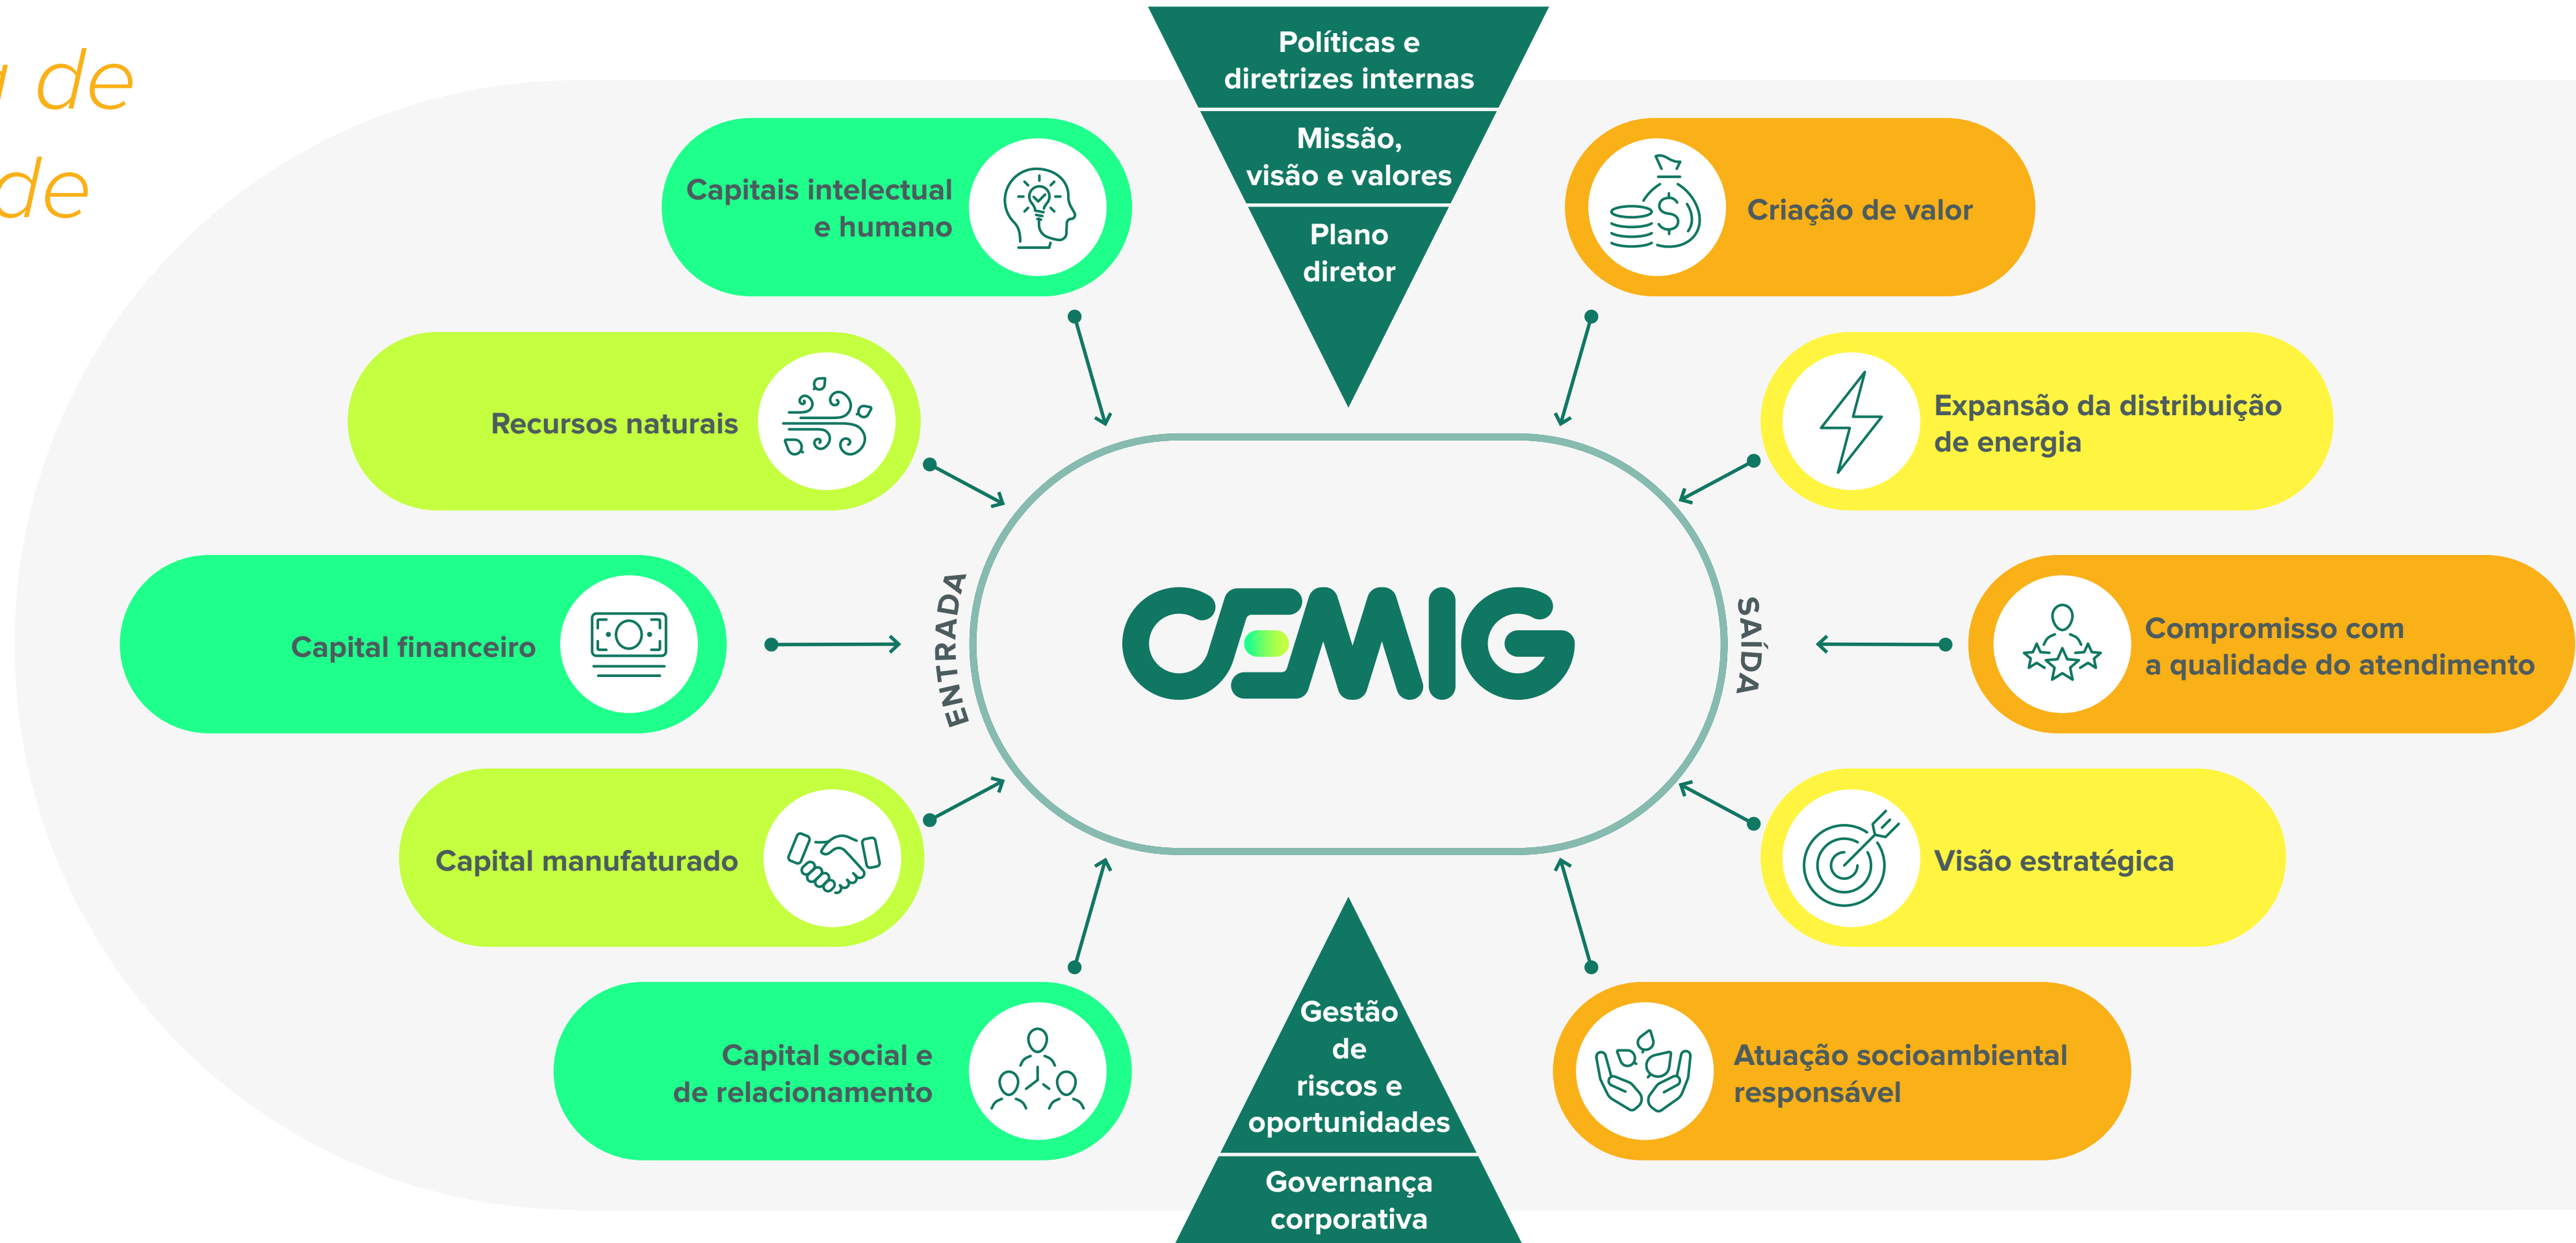 de
de
Políticas e
diretrizes internas
Missão,
visão e valores
Plano
diretor
Capitais intelectual
e humano
Recursos naturais
Capital financeiro
Capital manufaturado
Capital social e
de relacionamento
ENTRADA
CEMIG
SAÍDA
Criação de valor
Expansão da distribuição
de energia
Compromisso com
a qualidade do atendimento
Visão estratégica
Atuação socioambiental
responsável
Gestão
de
riscos e
oportunidades
Governança
corporativa